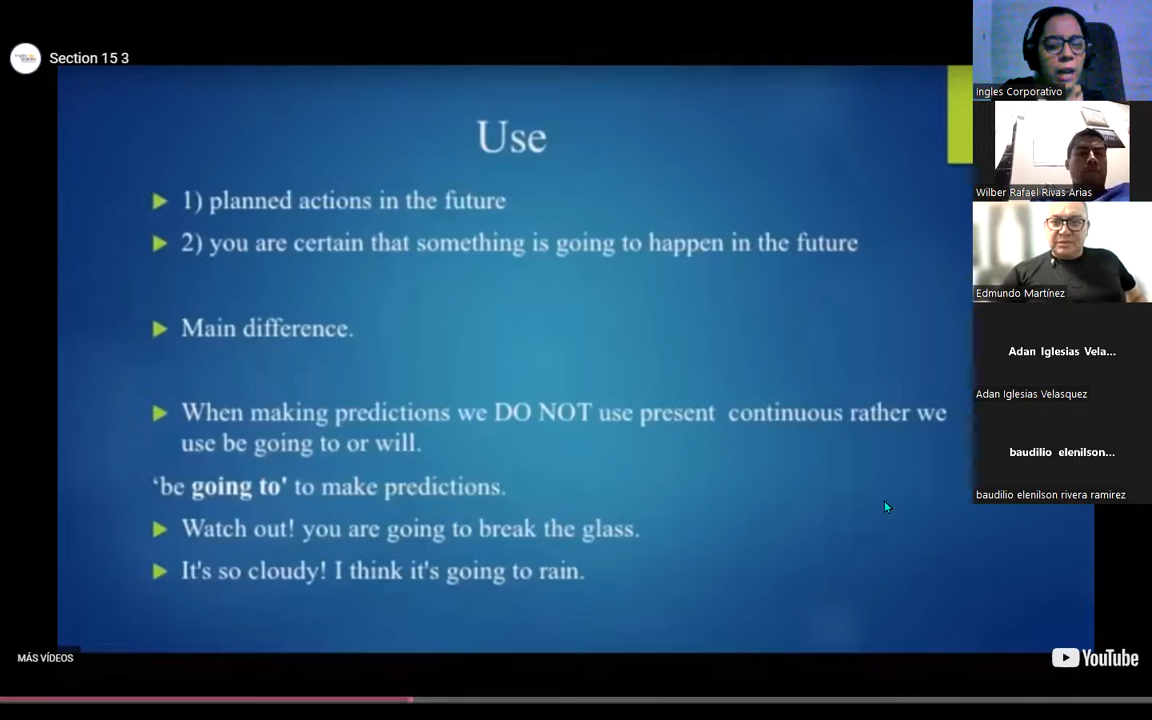 Section 15 3
Use
1) planned actions in the future
2) you are certain that something is going to happen in the future
Main difference.
When making predictions we DO NOT use present continuous rather we
use be going to or will.
‘be going to' to make predictions.
Watch out! you are going to break the glass.
It's so cloudy! I think it's going to rain.
MÁS VÍDEOS
YouTube
Ingles Corporativo
Wilber Rafael Rivas Arias
Edmundo Martínez
Adan Iglesias Vela...
Adan Iglesias Velasquez
baudilio elenilson...
baudilio elenilson rivera ramirez